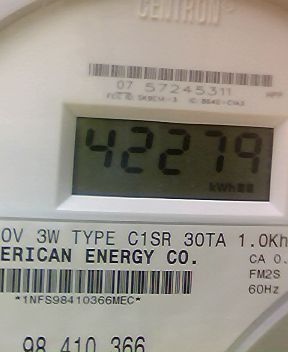 CENTRON®
07 57245311
42279
kWh
0V 3W TYPE C1SR 30TA 1.0Kh
ERICAN ENERGY CO.
CA 0.
FM2S
60Hz
*1NFS98410366MEC*
98 410 366